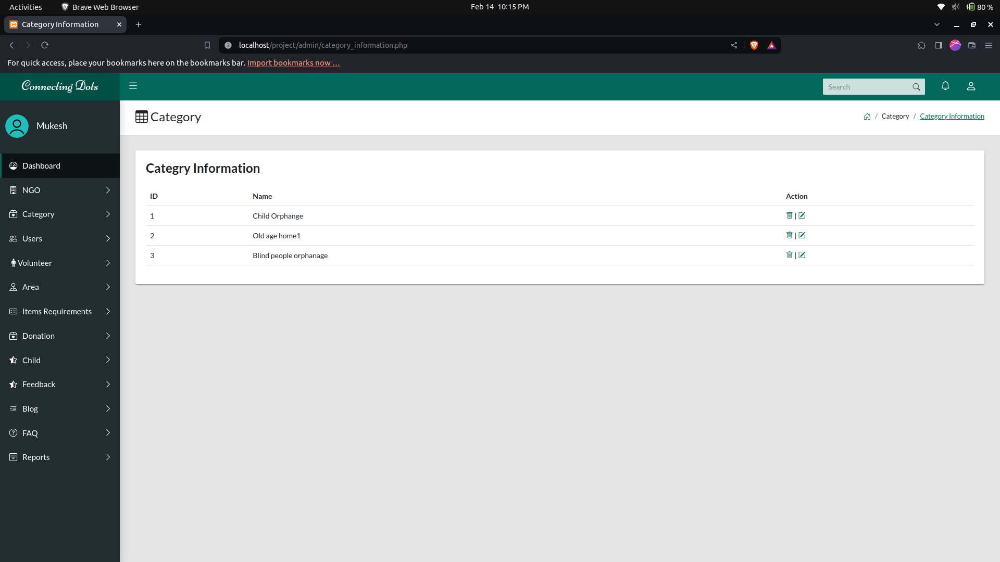 Activities Brave Web Browser Feb 14 10:15 PM 80 %
Category Information
localhost/project/admin/category_information.php
For quick access, place your bookmarks here on the bookmarks bar. Import bookmarks now ...
Connecting Dots Search
Mukesh
Category / Category / Category Information
Dashboard
NGO
Category
Users
Volunteer
Area
Items Requirements
Donation
Child
Feedback
Blog
FAQ
Reports
Categry Information
ID Name Action
1 Child Orphange |
2 Old age home1 |
3 Blind people orphanage |